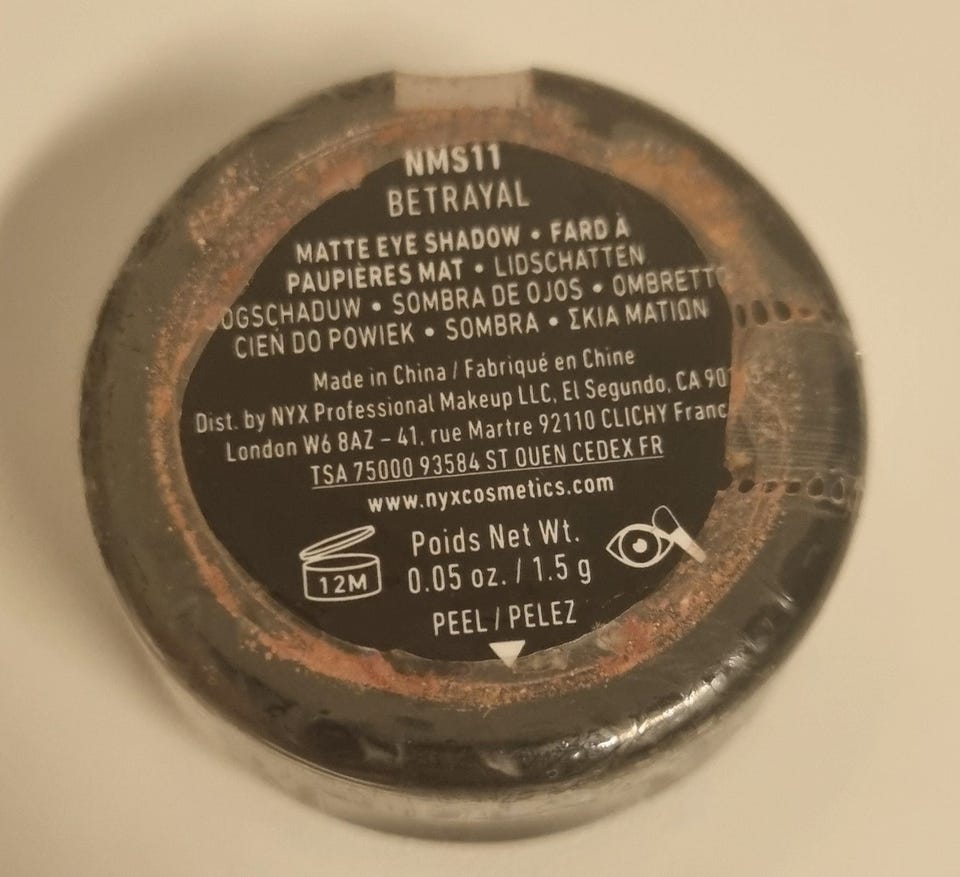 NMS11
BETRAYAL
MATTE EYE SHADOW • FARD À
PAUPIÈRES MAT • LIDSCHATTEN
OGSCHADUW • SOMBRA DE OJOS • OMBRETTO
CIEŃ DO POWIEK • SOMBRA • ΣΚΙΑ ΜΑΤΙΩΝ
Made in China / Fabriqué en Chine
Dist. by NYX Professional Makeup LLC, El Segundo, CA 90
London W6 8AZ – 41, rue Martre 92110 CLICHY Franc
TSA 75000 93584 ST OUEN CEDEX FR
www.nyxcosmetics.com
Poids Net Wt.
0.05 oz. / 1.5 g
12M
PEEL / PELEZ